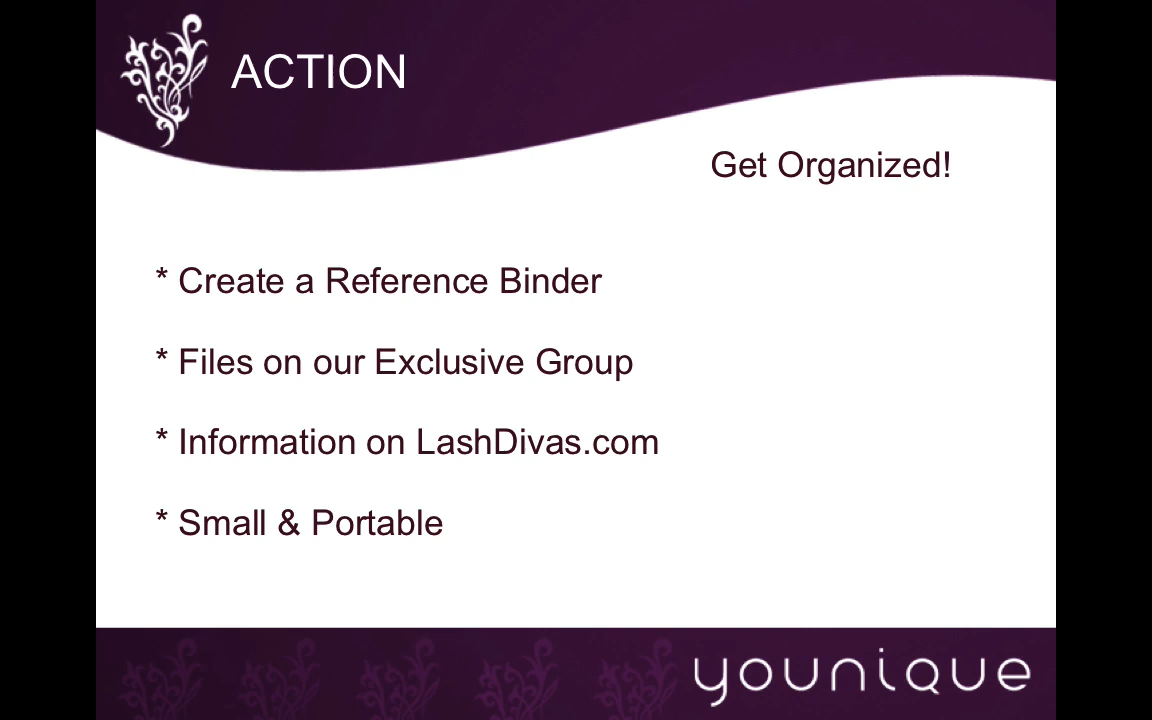 ACTION
Get Organized!
* Create a Reference Binder
* Files on our Exclusive Group
* Information on LashDivas.com
* Small & Portable
younique